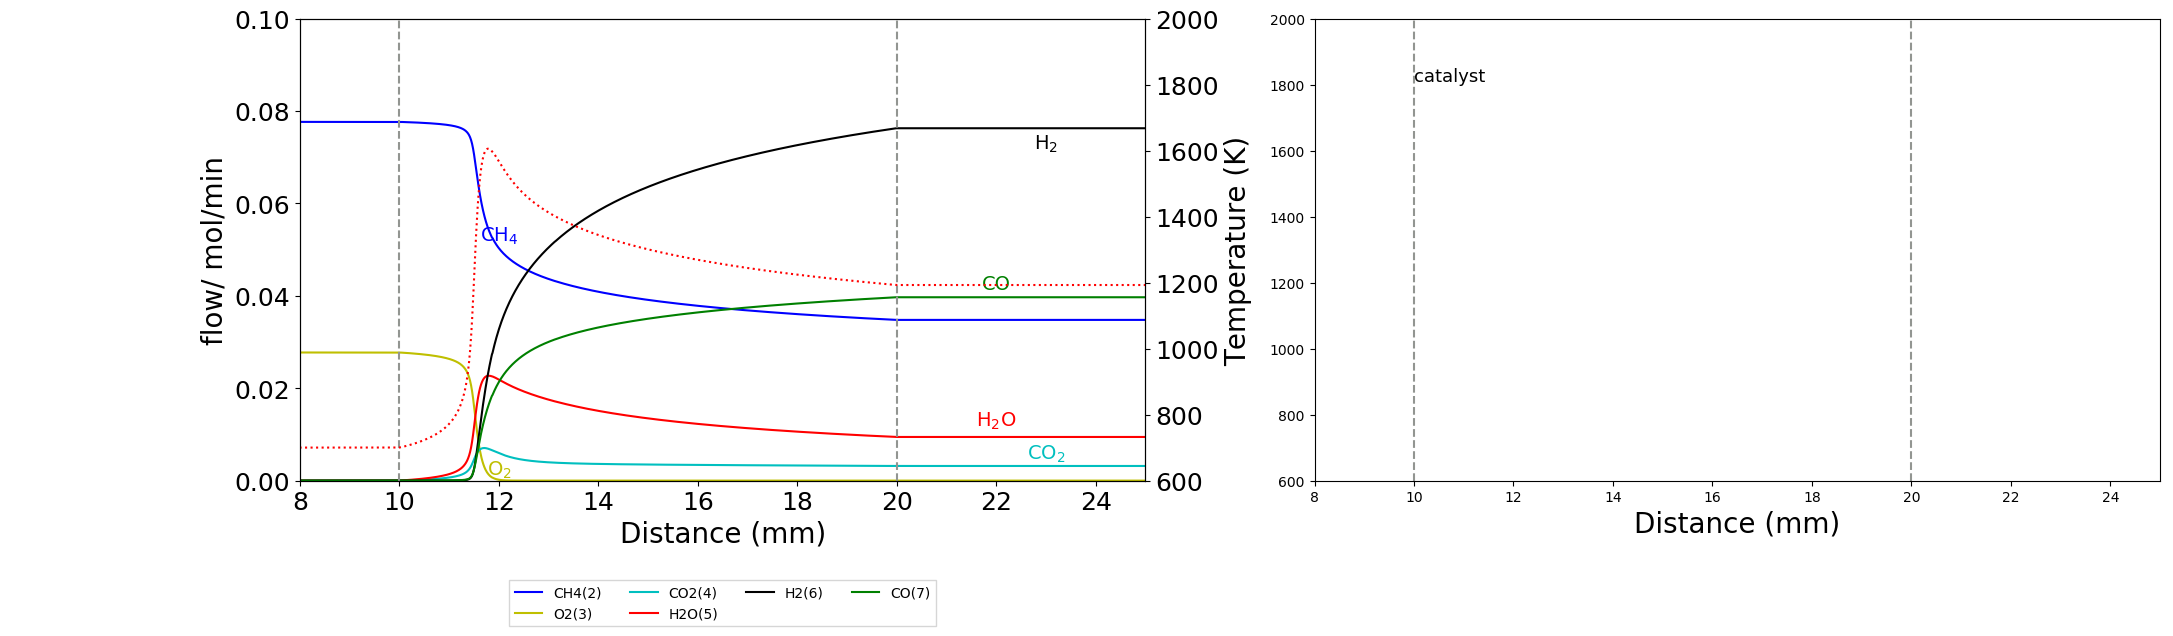 0.10
0.08
0.06
0.04
0.02
0.00
flow/ mol/min
8 10 12 14 16 18 20 22 24
Distance (mm)
2000
1800
1600
1400
1200
1000
800
600
Temperature (K)
H₂
CH₄
CO
H₂O
CO₂
O₂
CH4(2) CO2(4) H2(6) CO(7)
O2(3) H2O(5)
2000
1800
1600
1400
1200
1000
800
600
catalyst
8 10 12 14 16 18 20 22 24
Distance (mm)